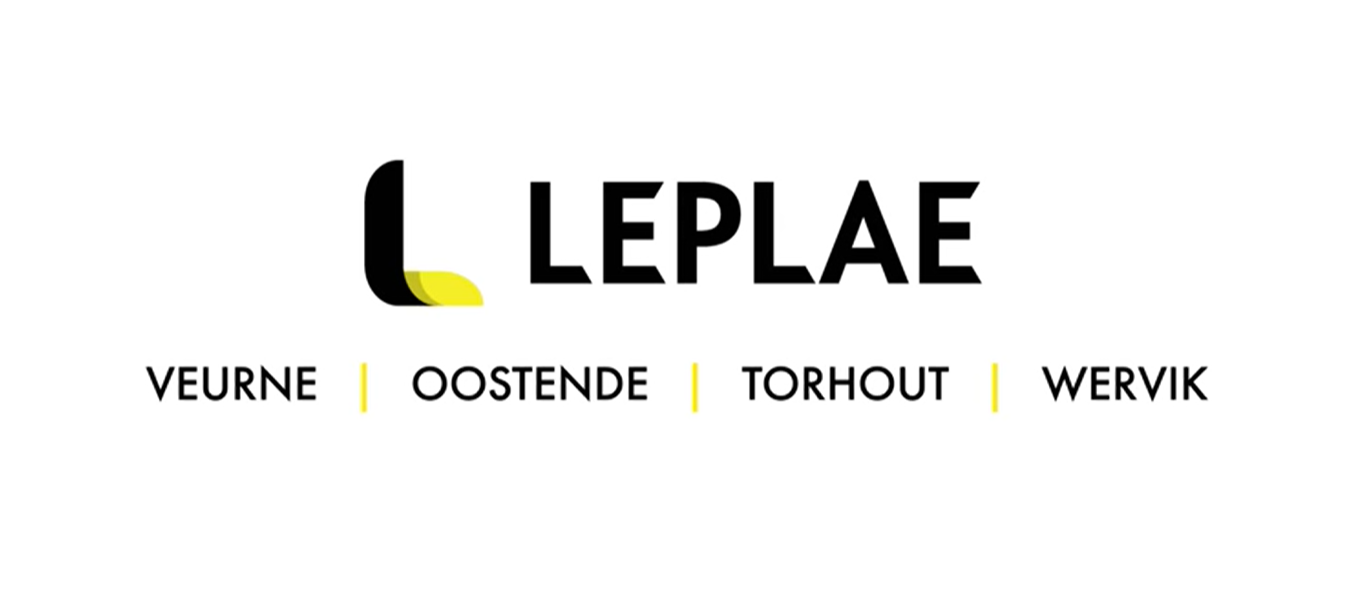 LEPLAE
VEURNE | OOSTENDE | TORHOUT | WERVIK